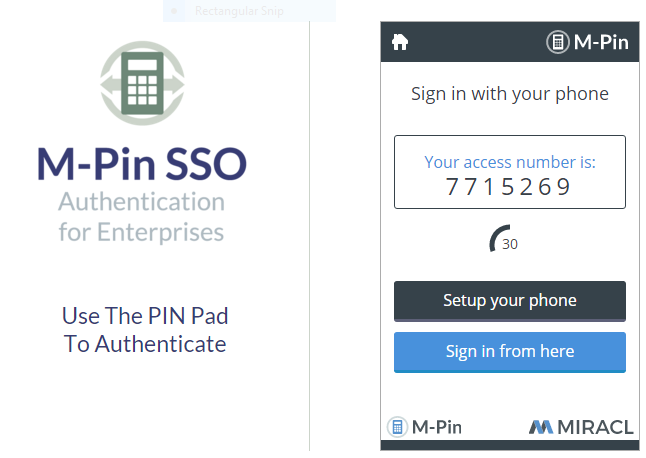 Rectangular Snip
M-Pin SSO
Authentication
for Enterprises
Use The PIN Pad
To Authenticate
M-Pin
Sign in with your phone
Your access number is:
7715269
30
Setup your phone
Sign in from here
M-Pin
MIRACL